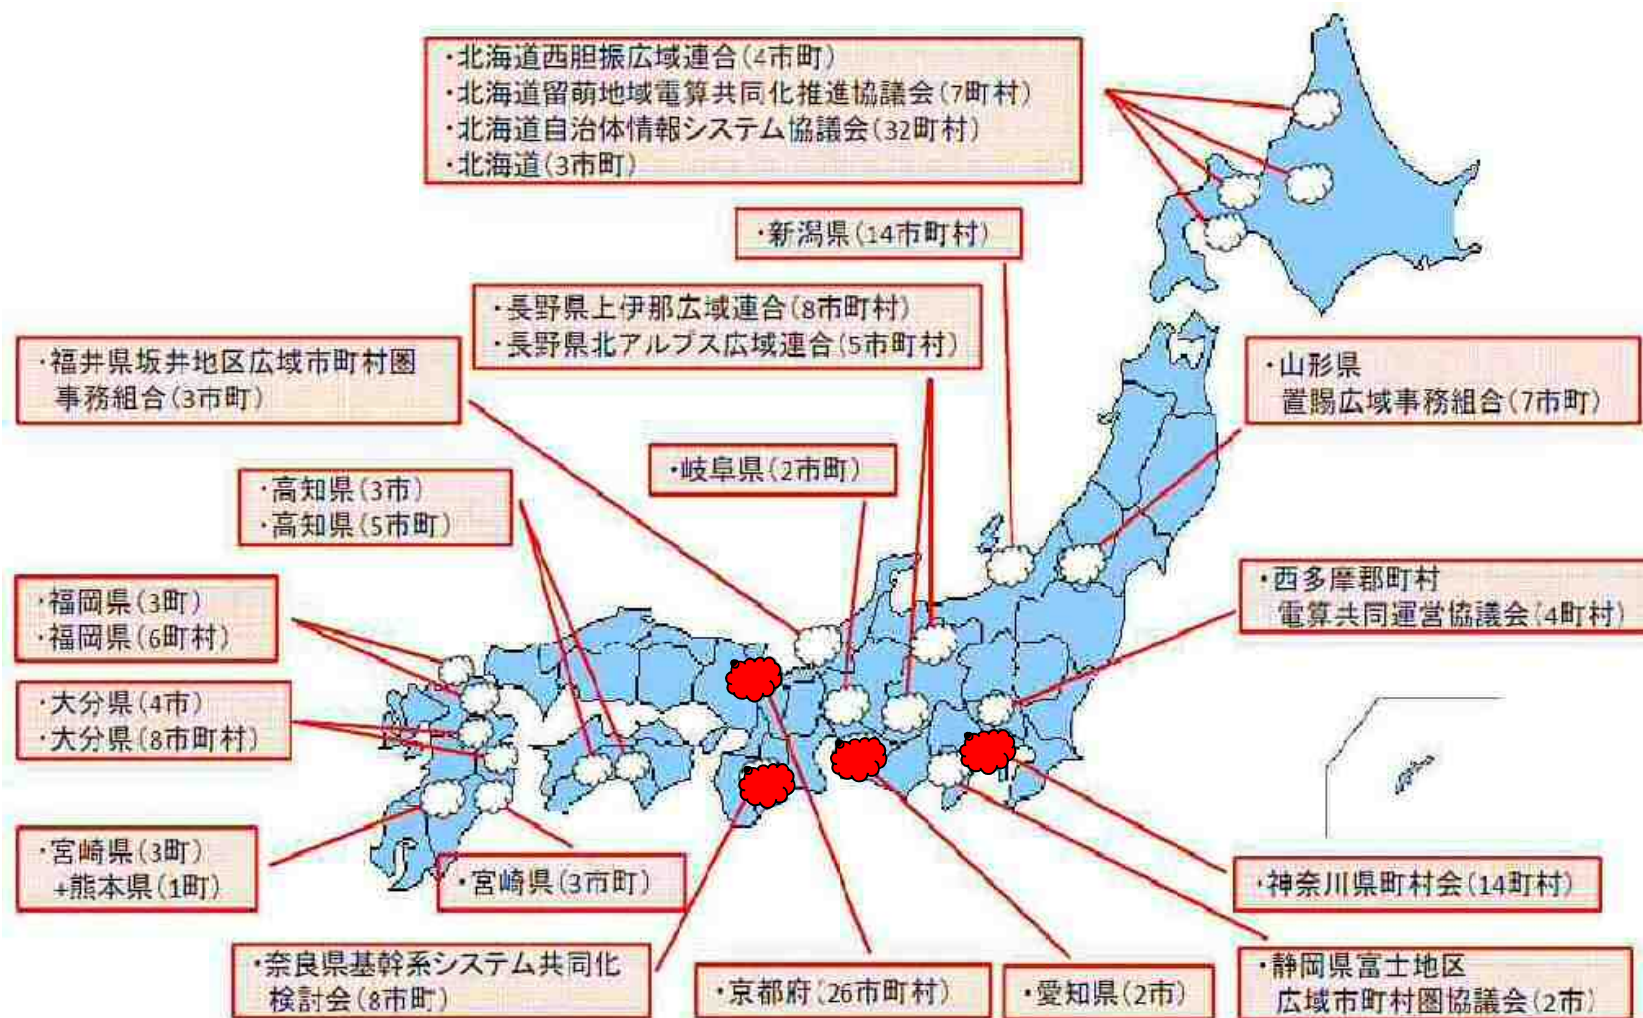 ・北海道西胆振広域連合(4市町)
・北海道留萌地域電算共同化推進協議会(7町村)
・北海道自治体情報システム協議会(32町村)
・北海道(3市町)
・新潟県(14市町村)
・長野県上伊那広域連合(8市町村)
・長野県北アルプス広域連合(5市町村)
・福井県坂井地区広域市町村圏
事務組合(3市町)
・山形県
置賜広域事務組合(7市町)
・岐阜県(2市町)
・高知県(3市)
・高知県(5市町)
・西多摩郡町村
電算共同運営協議会(4町村)
・福岡県(3町)
・福岡県(6町村)
・大分県(4市)
・大分県(8市町村)
・宮崎県(3町)
+熊本県(1町)
・宮崎県(3市町)
・神奈川県町村会(14町村)
・奈良県基幹系システム共同化
検討会(8市町)
・京都府(26市町村)
・愛知県(2市)
・静岡県富士地区
広域市町村圏協議会(2市)